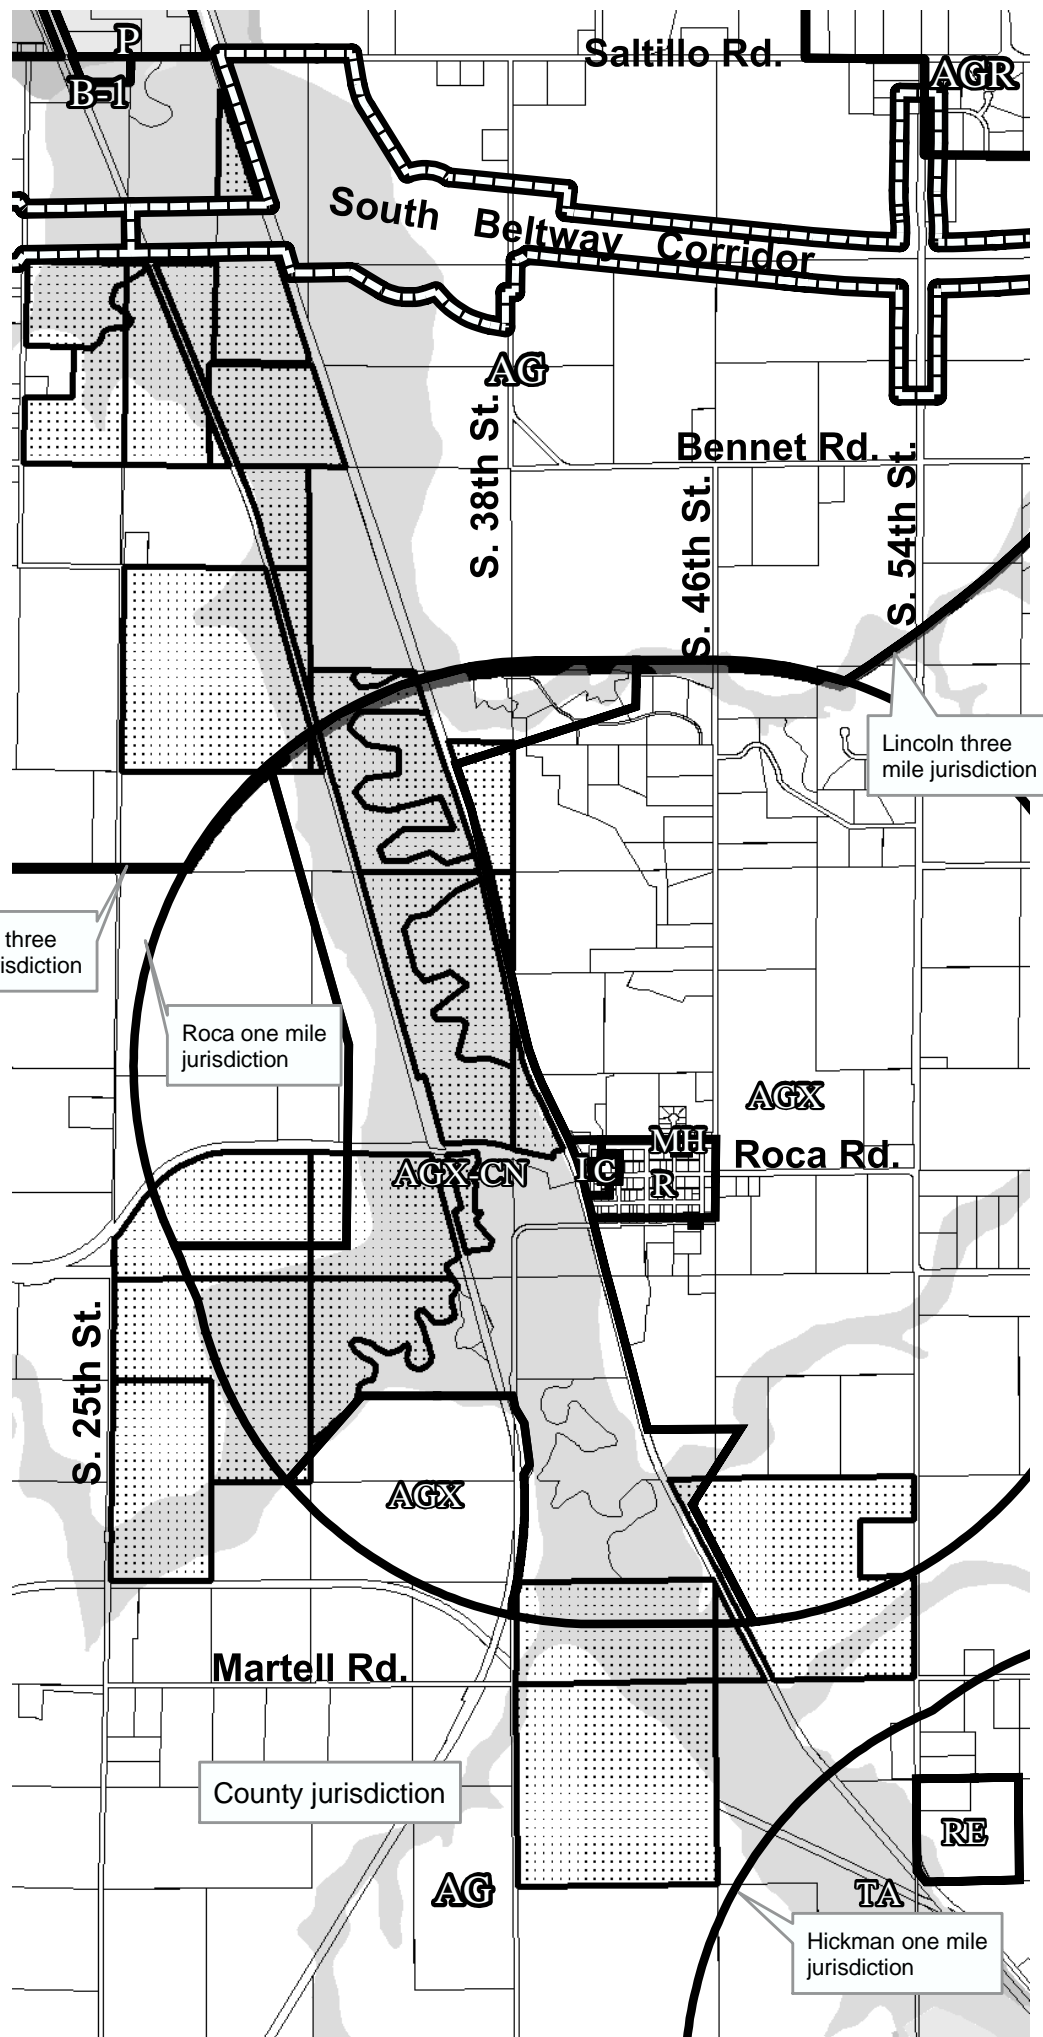 P
Saltillo Rd.
AGR
B-1
South Beltway Corridor
AG
S. 38th St.
Bennet Rd.
S. 46th St.
S. 54th St.
Lincoln three
mile jurisdiction
three
isdiction
Roca one mile
jurisdiction
AGX
MH
Roca Rd.
AGX-CN
I
C
R
S. 25th St.
AGX
Martell Rd.
County jurisdiction
RE
AG
TA
Hickman one mile
jurisdiction